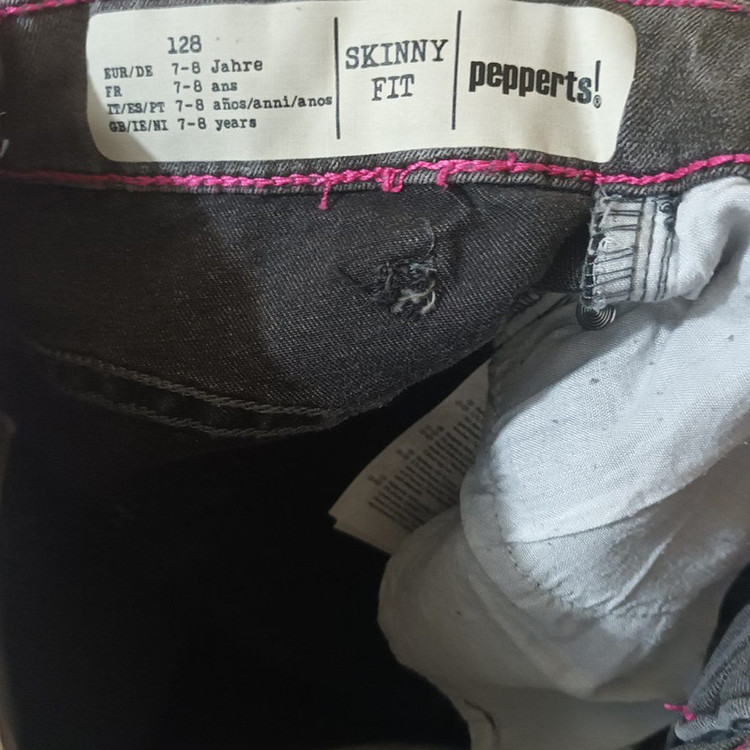 128
EUR/DE 7-8 Jahre
FR 7-8 ans
IT/ES/PT 7-8 años/anni/anos
GB/IE/NI 7-8 years
SKINNY
FIT
pepperts!®